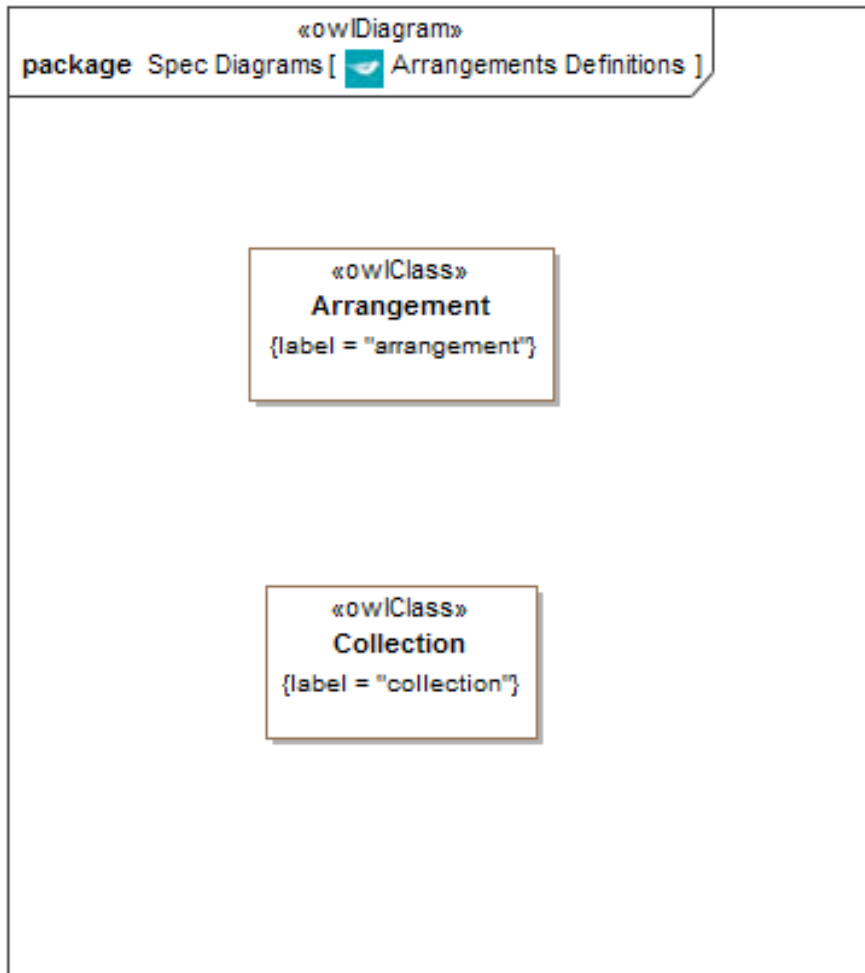 «owlDiagram»
package Spec Diagrams [ Arrangements Definitions ]
«owlClass»
Arrangement
{label = "arrangement"}
«owlClass»
Collection
{label = "collection"}